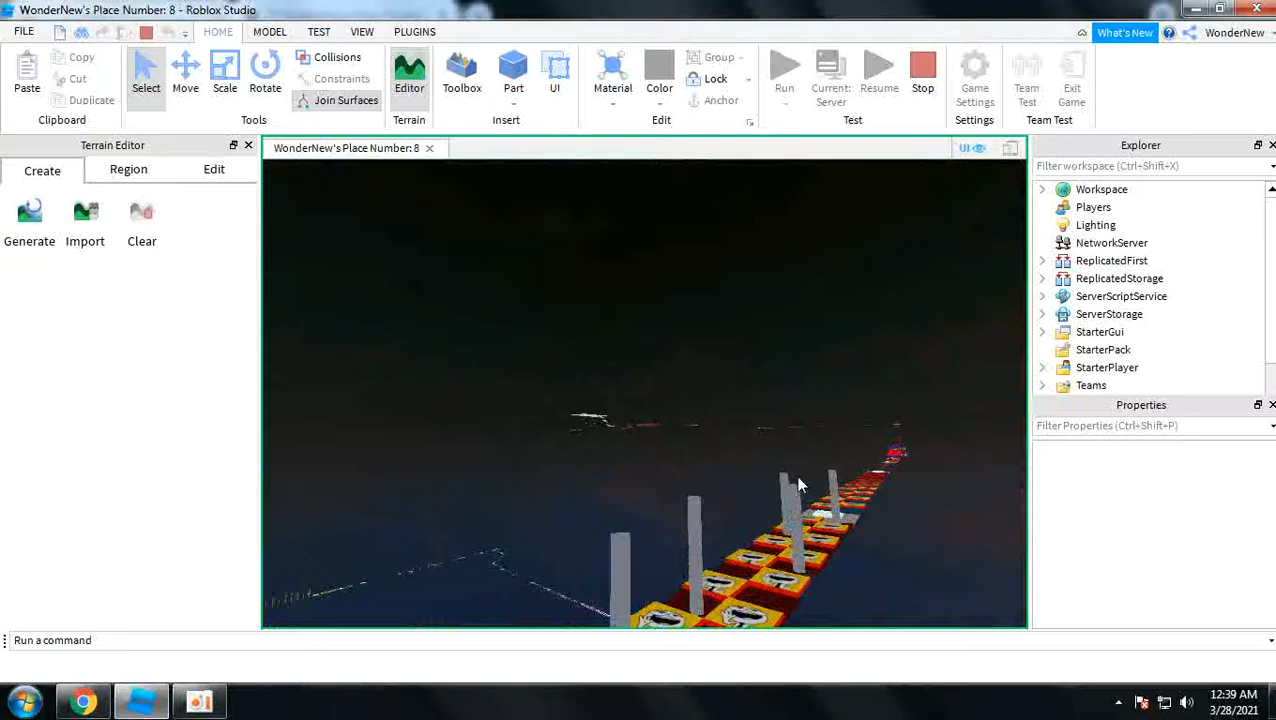 WonderNew's Place Number: 8 - Roblox Studio
FILE
HOME MODEL TEST VIEW PLUGINS
What's New
WonderNew
Paste
Copy
Cut
Duplicate
Clipboard
Select Move Scale Rotate
Collisions
Constraints
Join Surfaces
Tools
Editor
Terrain
Toolbox Part UI
Insert
Material Color
Group
Lock
Anchor
Edit
Run
Current:
Server
Resume Stop
Test
Game
Settings
Settings
Team
Test
Exit
Game
Team Test
Terrain Editor
Create Region Edit
Generate Import Clear
WonderNew's Place Number: 8
UI
Explorer
Filter workspace (Ctrl+Shift+X)
Workspace
Players
Lighting
NetworkServer
ReplicatedFirst
ReplicatedStorage
ServerScriptService
ServerStorage
StarterGui
StarterPack
StarterPlayer
Teams
Properties
Filter Properties (Ctrl+Shift+P)
Run a command
12:39 AM
3/28/2021